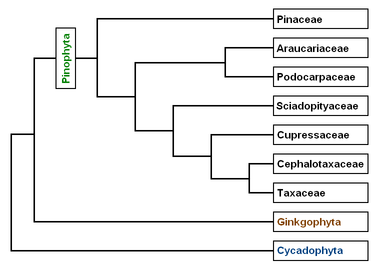 Pinophyta
Pinaceae
Araucariaceae
Podocarpaceae
Sciadopityaceae
Cupressaceae
Cephalotaxaceae
Taxaceae
Ginkgophyta
Cycadophyta